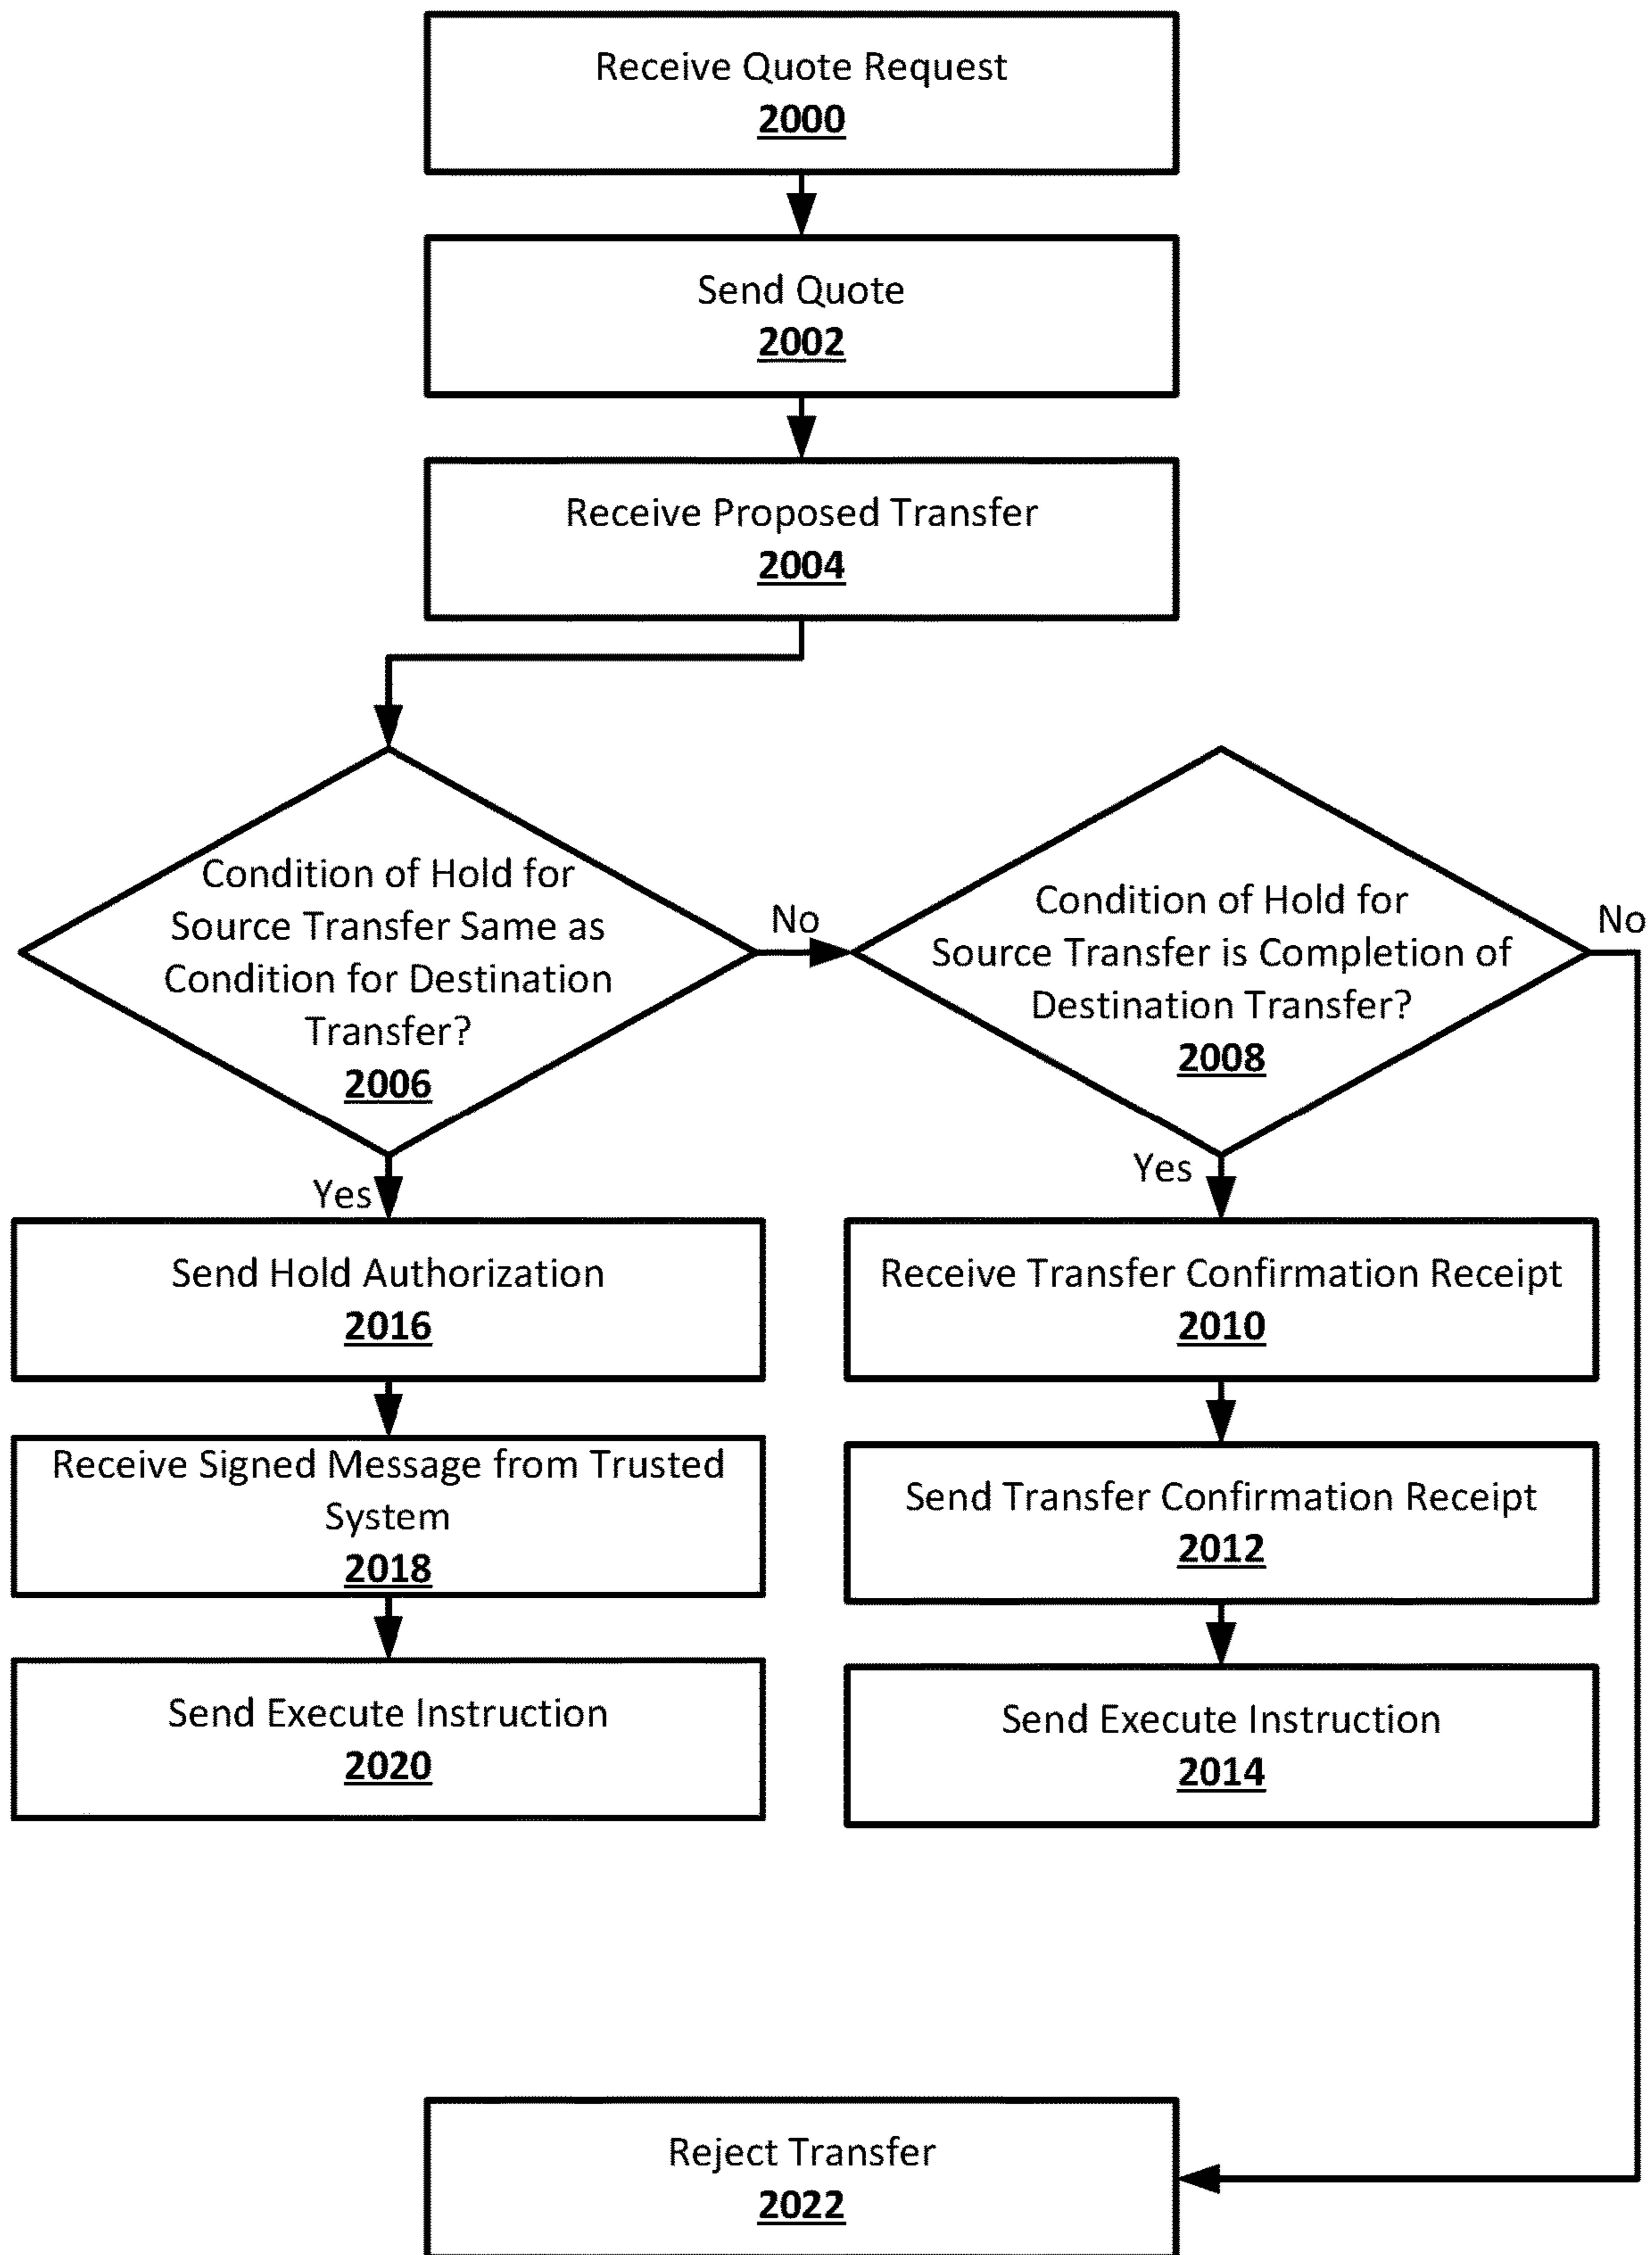 Receive Quote Request
2000
Send Quote
2002
Receive Proposed Transfer
2004
Condition of Hold for
Source Transfer Same as
Condition for Destination
Transfer?
2006
No
Condition of Hold for
Source Transfer is Completion of
Destination Transfer?
2008
No
Yes
Yes
Send Hold Authorization
2016
Receive Transfer Confirmation Receipt
2010
Receive Signed Message from Trusted
System
2018
Send Transfer Confirmation Receipt
2012
Send Execute Instruction
2020
Send Execute Instruction
2014
Reject Transfer
2022